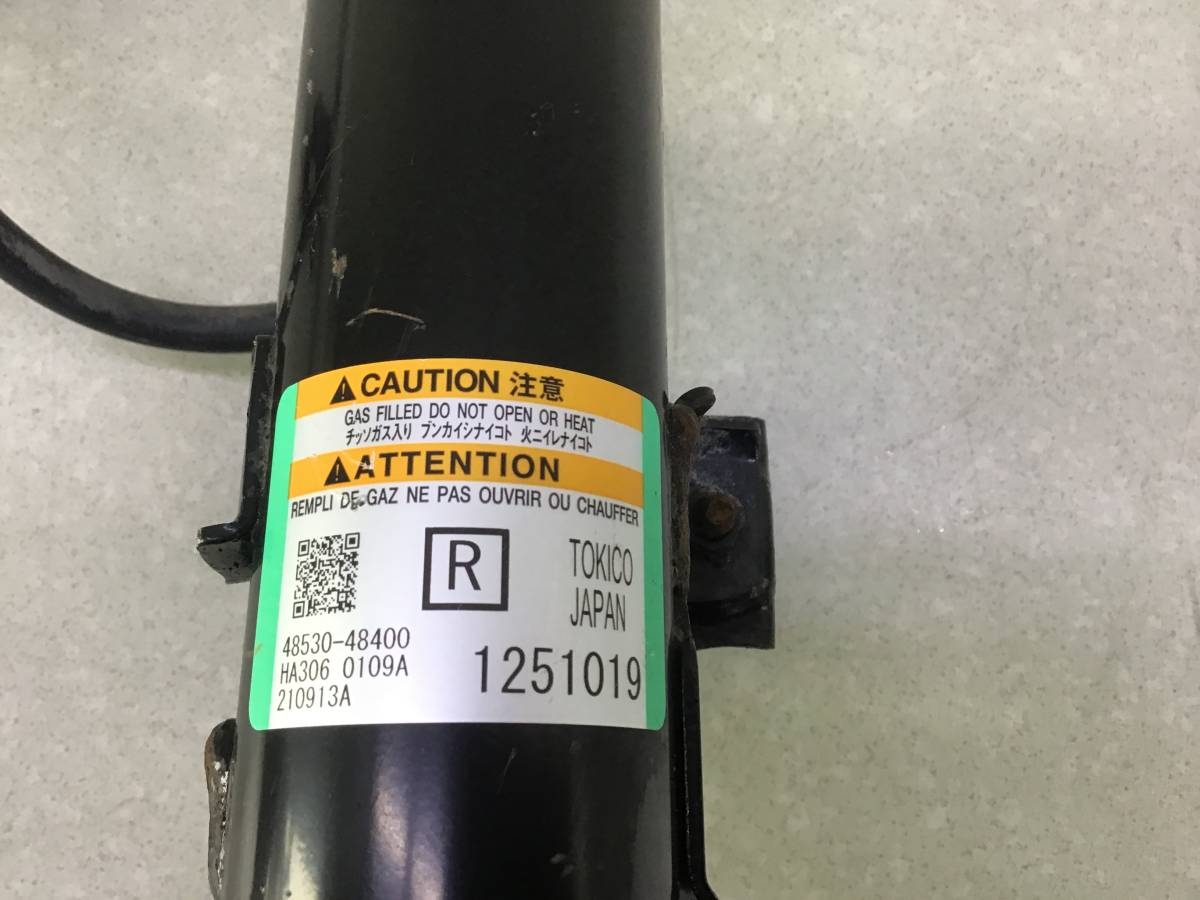 ⚠CAUTION 注意
GAS FILLED DO NOT OPEN OR HEAT
チッソガス入り ブンカイシナイコト 火ニイレナイコト
⚠ATTENTION
REMPLI DE GAZ NE PAS OUVRIR OU CHAUFFER
R
TOKICO
JAPAN
48530-48400
HA306 0109A
210913A
1251019